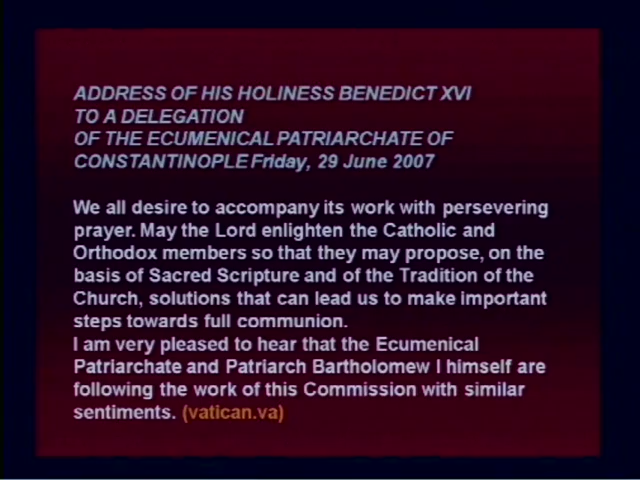 ADDRESS OF HIS HOLINESS BENEDICT XVI
TO A DELEGATION
OF THE ECUMENICAL PATRIARCHATE OF
CONSTANTINOPLE Friday, 29 June 2007
We all desire to accompany its work with persevering
prayer. May the Lord enlighten the Catholic and
Orthodox members so that they may propose, on the
basis of Sacred Scripture and of the Tradition of the
Church, solutions that can lead us to make important
steps towards full communion.
I am very pleased to hear that the Ecumenical
Patriarchate and Patriarch Bartholomew I himself are
following the work of this Commission with similar
sentiments. (vatican.va)